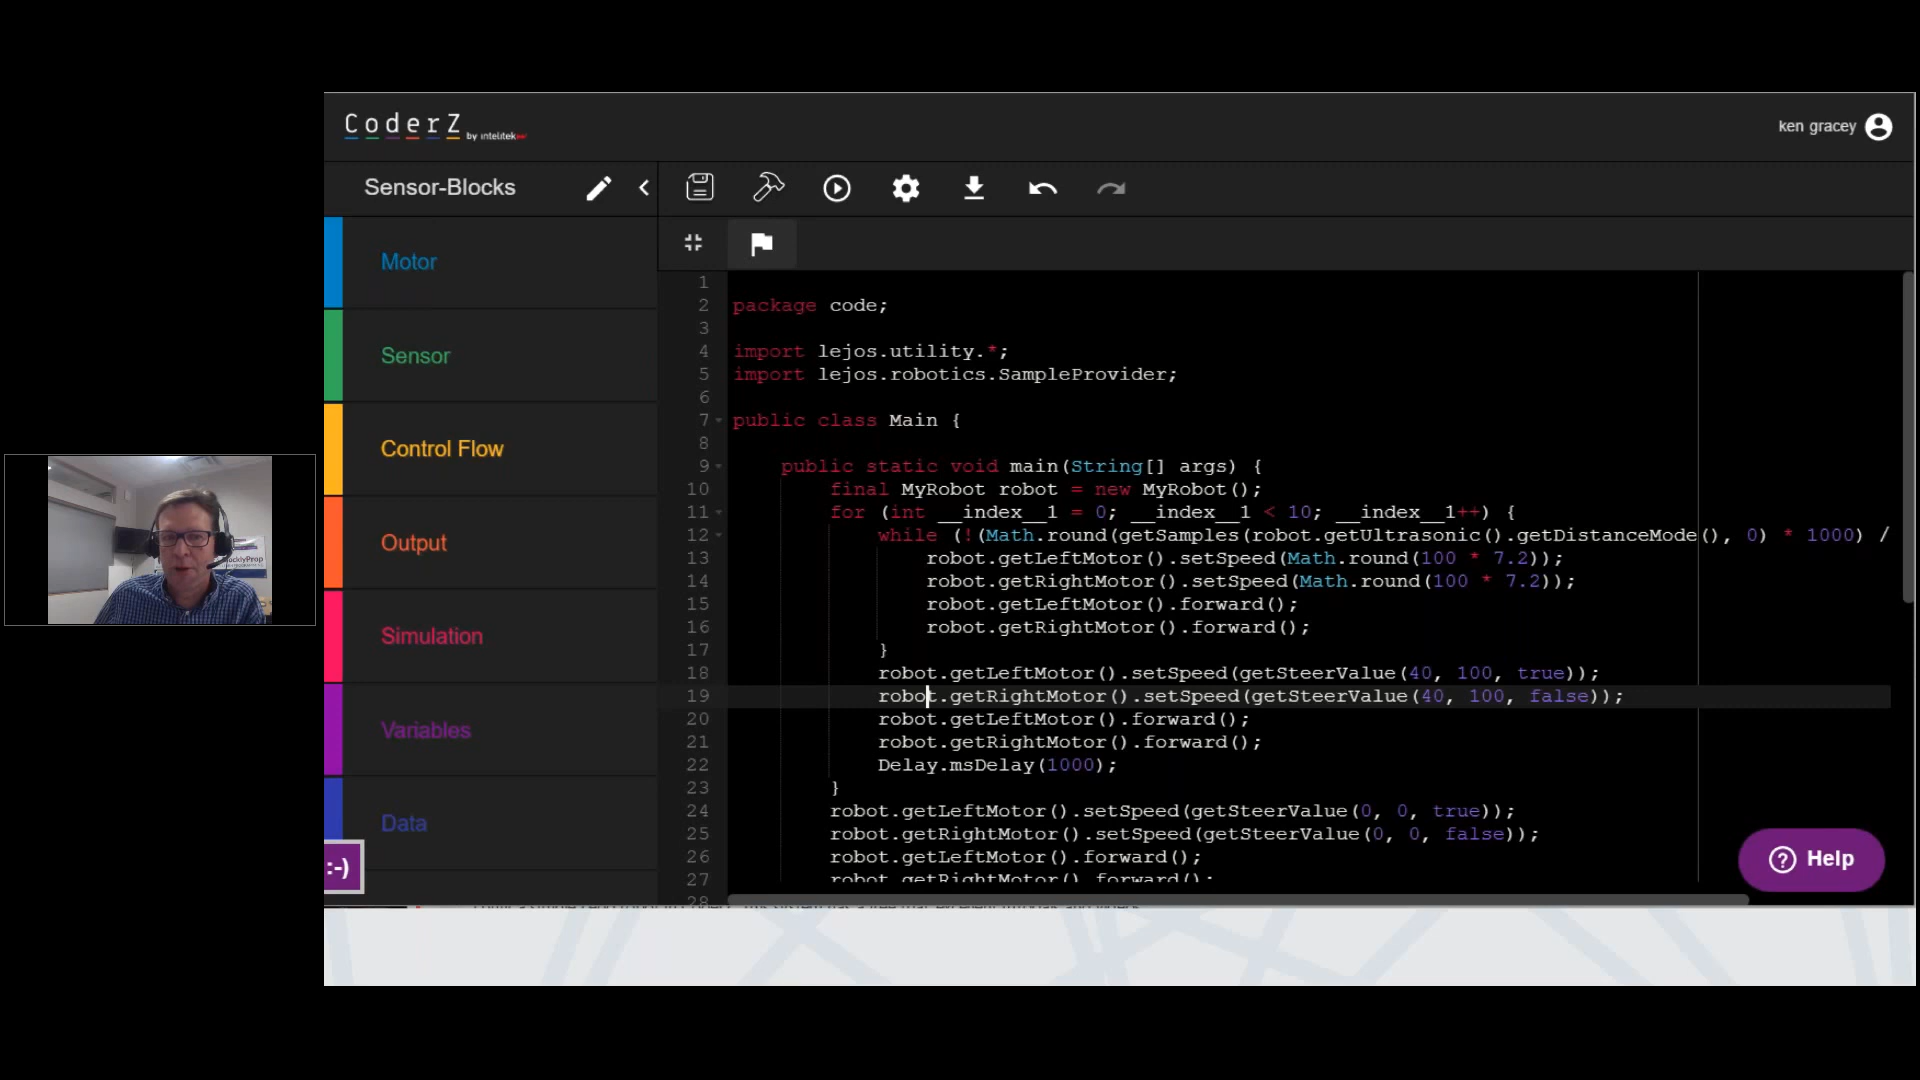 CoderZ by intelitek
ken gracey
Sensor-Blocks
Motor
Sensor
Control Flow
Output
Simulation
Variables
Data
:-)
1
2 package code;
3
4 import lejos.utility.*;
5 import lejos.robotics.SampleProvider;
6
7 public class Main {
8
9 public static void main(String[] args) {
10 final MyRobot robot = new MyRobot();
11 for (int __index__1 = 0; __index__1 < 10; __index__1++) {
12 while (!(Math.round(getSamples(robot.getUltrasonic().getDistanceMode(), 0) * 1000) /
13 robot.getLeftMotor().setSpeed(Math.round(100 * 7.2));
14 robot.getRightMotor().setSpeed(Math.round(100 * 7.2));
15 robot.getLeftMotor().forward();
16 robot.getRightMotor().forward();
17 }
18 robot.getLeftMotor().setSpeed(getSteerValue(40, 100, true));
19 robot.getRightMotor().setSpeed(getSteerValue(40, 100, false));
20 robot.getLeftMotor().forward();
21 robot.getRightMotor().forward();
22 Delay.msDelay(1000);
23 }
24 robot.getLeftMotor().setSpeed(getSteerValue(0, 0, true));
25 robot.getRightMotor().setSpeed(getSteerValue(0, 0, false));
26 robot.getLeftMotor().forward();
27 robot.getRightMotor().forward();
28
Help